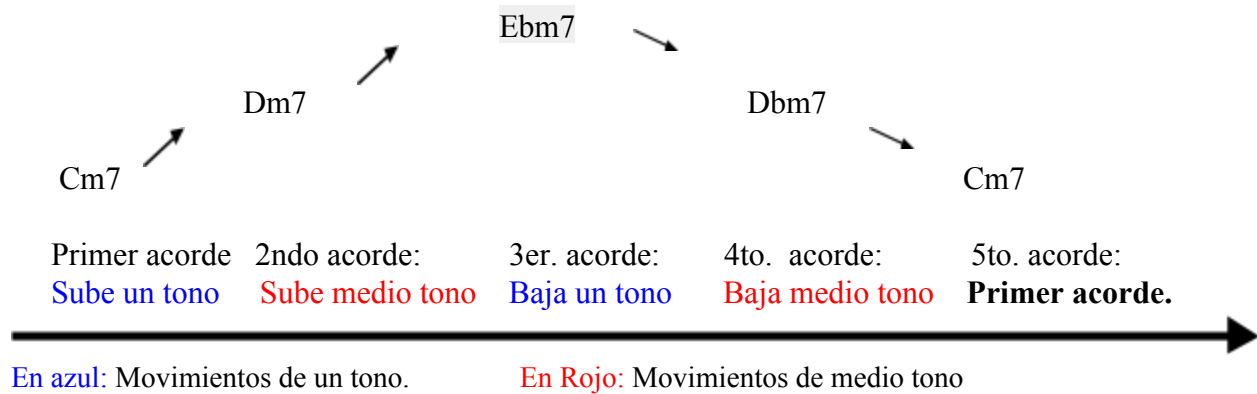 Ebm7
Dm7 Dbm7
Cm7 Cm7
Primer acorde 2ndo acorde: 3er. acorde: 4to. acorde: 5to. acorde:
Sube un tono Sube medio tono Baja un tono Baja medio tono Primer acorde.
En azul: Movimientos de un tono. En Rojo: Movimientos de medio tono